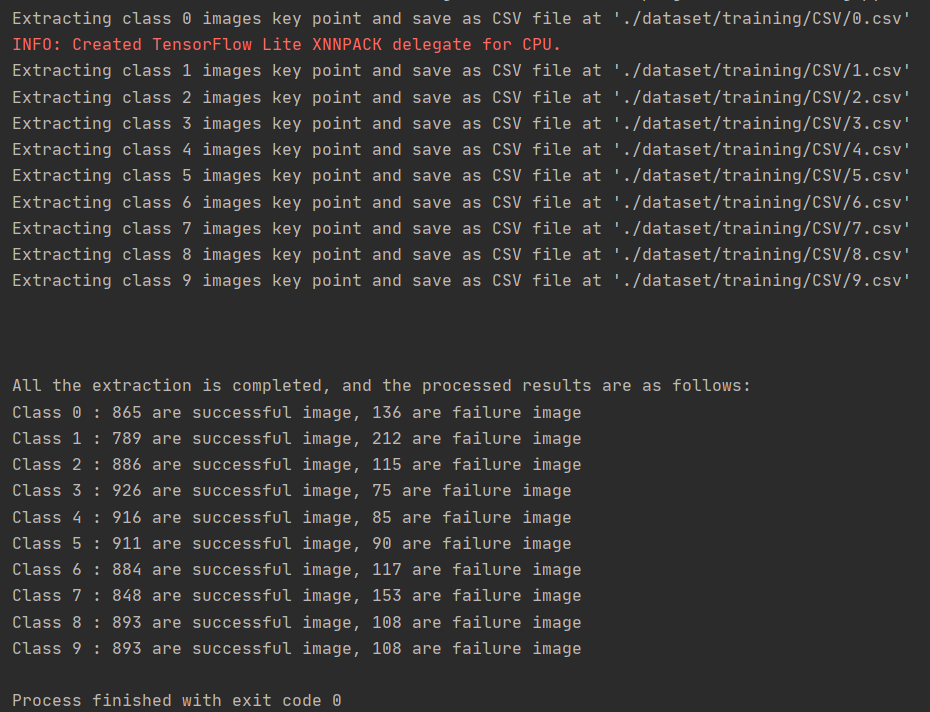 Extracting class 0 images key point and save as CSV file at './dataset/training/CSV/0.csv'
INFO: Created TensorFlow Lite XNNPACK delegate for CPU.
Extracting class 1 images key point and save as CSV file at './dataset/training/CSV/1.csv'
Extracting class 2 images key point and save as CSV file at './dataset/training/CSV/2.csv'
Extracting class 3 images key point and save as CSV file at './dataset/training/CSV/3.csv'
Extracting class 4 images key point and save as CSV file at './dataset/training/CSV/4.csv'
Extracting class 5 images key point and save as CSV file at './dataset/training/CSV/5.csv'
Extracting class 6 images key point and save as CSV file at './dataset/training/CSV/6.csv'
Extracting class 7 images key point and save as CSV file at './dataset/training/CSV/7.csv'
Extracting class 8 images key point and save as CSV file at './dataset/training/CSV/8.csv'
Extracting class 9 images key point and save as CSV file at './dataset/training/CSV/9.csv'
All the extraction is completed, and the processed results are as follows:
Class 0 : 865 are successful image, 136 are failure image
Class 1 : 789 are successful image, 212 are failure image
Class 2 : 886 are successful image, 115 are failure image
Class 3 : 926 are successful image, 75 are failure image
Class 4 : 916 are successful image, 85 are failure image
Class 5 : 911 are successful image, 90 are failure image
Class 6 : 884 are successful image, 117 are failure image
Class 7 : 848 are successful image, 153 are failure image
Class 8 : 893 are successful image, 108 are failure image
Class 9 : 893 are successful image, 108 are failure image
Process finished with exit code 0